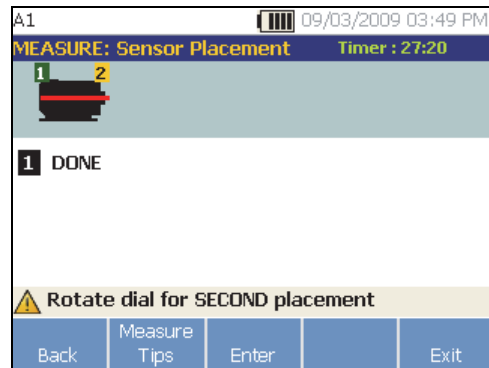 A1 09/03/2009 03:49 PM
MEASURE: Sensor Placement Timer : 27:20
1 2
1 DONE
Rotate dial for SECOND placement
Back Measure Tips Enter Exit